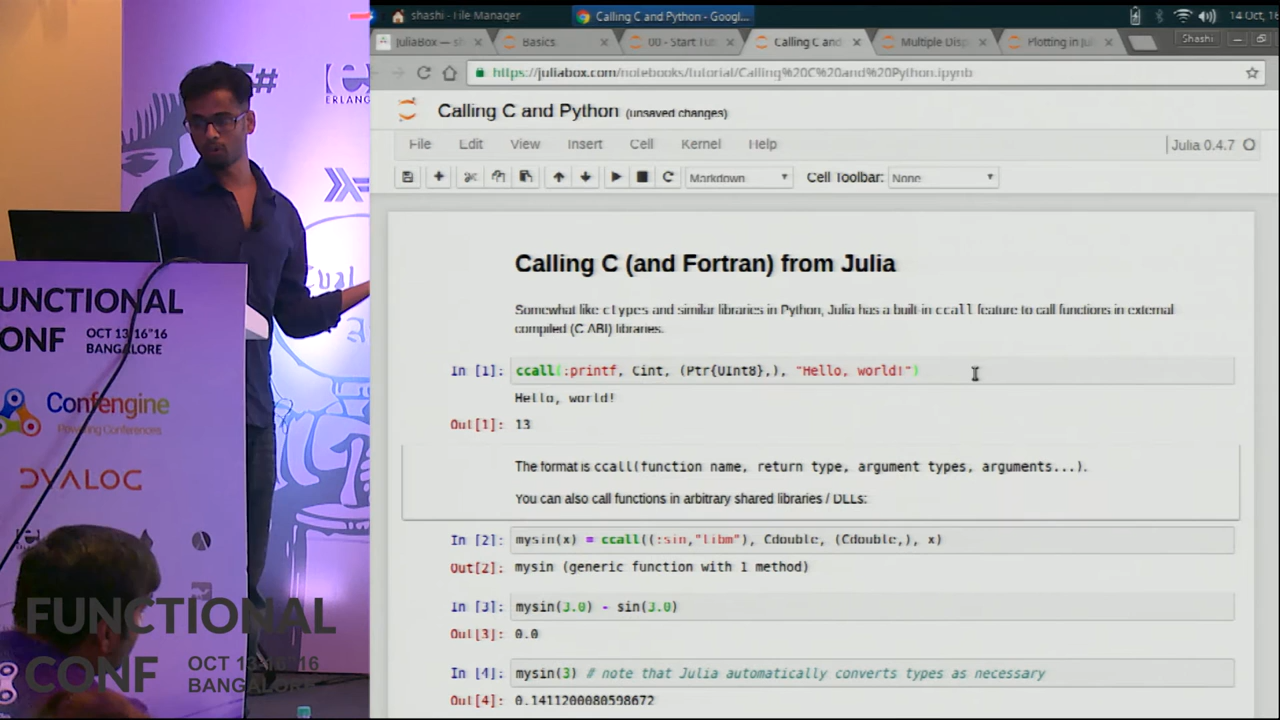 shashi - File Manager
Calling C and Python - Googl...
14 Oct, 18
JuliaBox — s
Basics
00 - Start Tut
Calling C and
Multiple Disp
Plotting in Jul
Shashi
https://juliabox.com/notebooks/tutorial/Calling%20C%20and%20Python.ipynb
Calling C and Python (unsaved changes)
File Edit View Insert Cell Kernel Help
Julia 0.4.7
Markdown
Cell Toolbar: None
Calling C (and Fortran) from Julia
Somewhat like ctypes and similar libraries in Python, Julia has a built-in ccall feature to call functions in external
compiled (C ABI) libraries.
In [1]: ccall(:printf, Cint, (Ptr{UInt8},), "Hello, world!")
Hello, world!
Out[1]: 13
The format is ccall(function name, return type, argument types, arguments...).
You can also call functions in arbitrary shared libraries / DLLs:
In [2]: mysin(x) = ccall((:sin,"libm"), Cdouble, (Cdouble,), x)
Out[2]: mysin (generic function with 1 method)
In [3]: mysin(3.0) - sin(3.0)
Out[3]: 0.0
In [4]: mysin(3) # note that Julia automatically converts types as necessary
Out[4]: 0.1411200080598672
F#
ERLANG
UNCTIONAL
ONF
OCT 13-16"16
BANGALORE
Confengine
Powering Conferences
DYALOC
FUNCTIONAL
CONF
OCT 13-16"16
BANGALORE